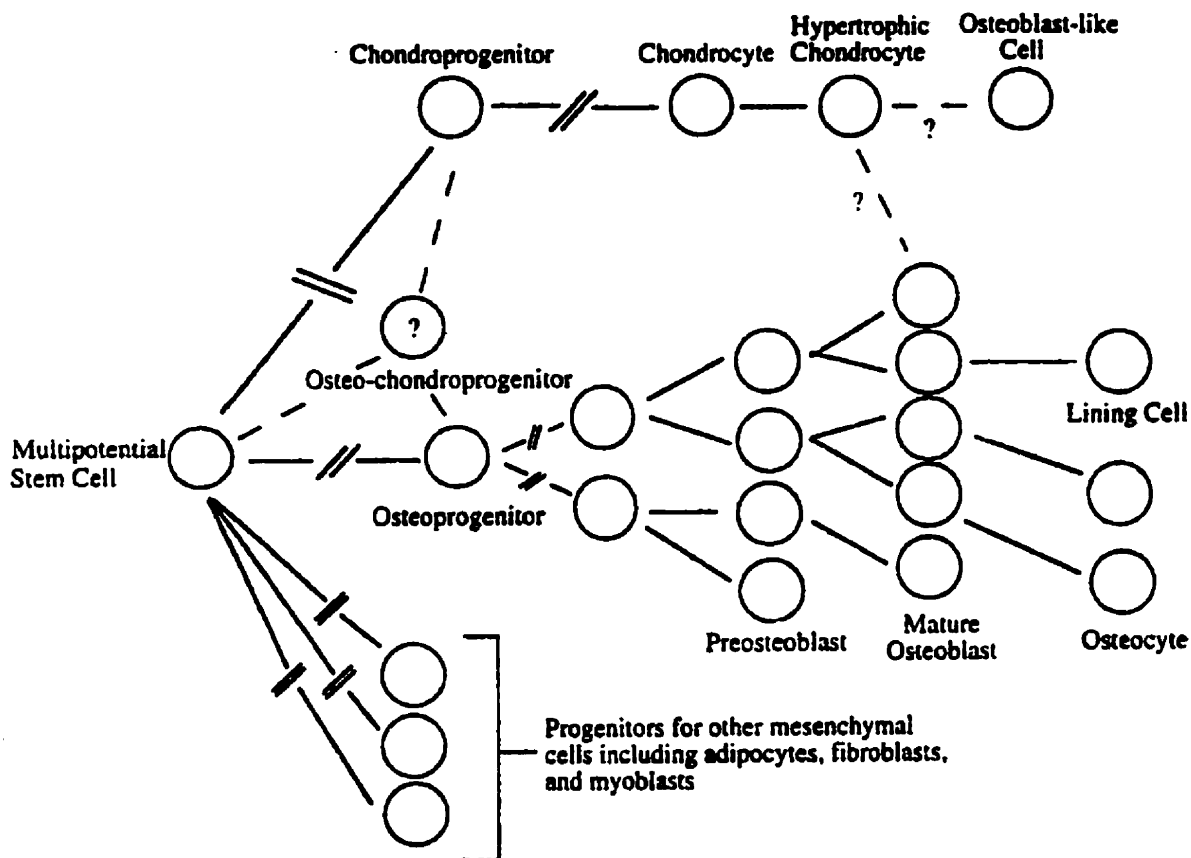 Chondroprogenitor
Chondrocyte
Hypertrophic
Chondrocyte
Osteoblast-like
Cell
?
?
?
Osteo-chondroprogenitor
Multipotential
Stem Cell
Osteoprogenitor
Lining Cell
Preosteoblast
Mature
Osteoblast
Osteocyte
Progenitors for other mesenchymal
cells including adipocytes, fibroblasts,
and myoblasts